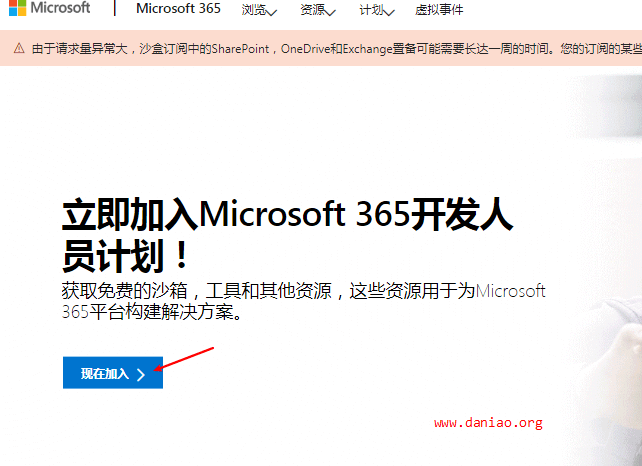 Microsoft Microsoft 365 浏览 资源 计划 虚拟事件
由于请求量异常大，沙盒订阅中的SharePoint，OneDrive和Exchange置备可能需要长达一周的时间。您的订阅的某些
立即加入Microsoft 365开发人
员计划！
获取免费的沙箱，工具和其他资源，这些资源用于为Microsoft
365平台构建解决方案。
现在加入
www.daniao.org